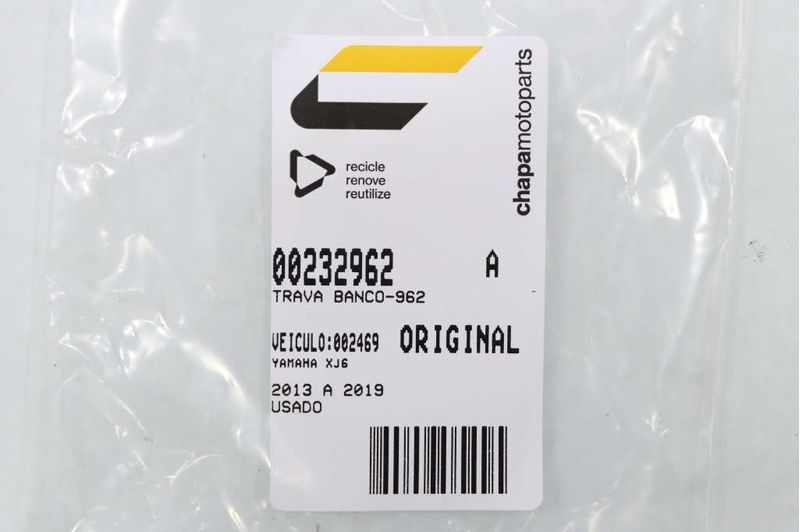 chapamotoparts
recicle
renove
reutilize
00232962 A
TRAVA BANCO-962
VEICULO:002469 ORIGINAL
YAMAHA XJ6
2013 A 2019
USADO